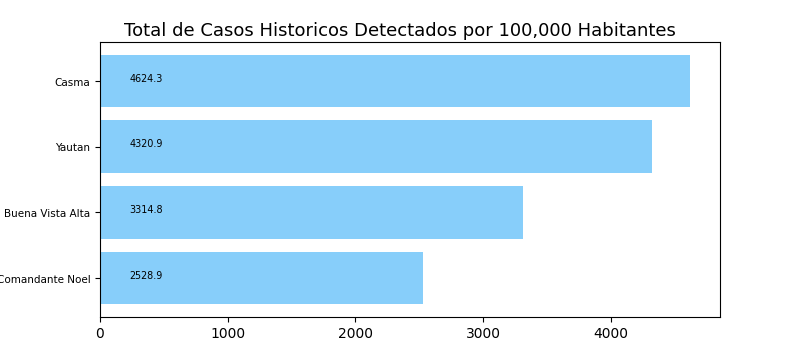 Total de Casos Historicos Detectados por 100,000 Habitantes
Casma
4624.3
Yautan
4320.9
Buena Vista Alta
3314.8
Comandante Noel
2528.9
0
1000
2000
3000
4000